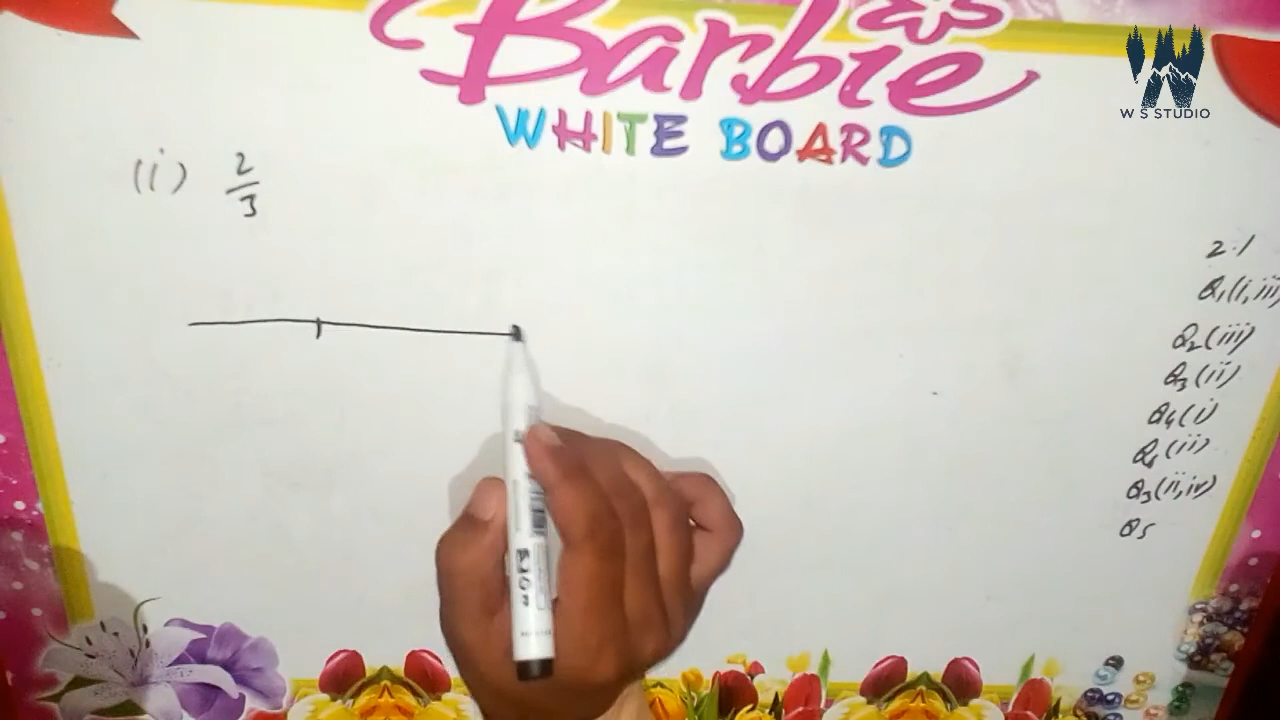 Barbie
WHITE BOARD
W S STUDIO
(i) 2/3
2.1
Q1(i,iii)
Q2(iii)
Q3(ii)
Q4(i)
(ii)
Q3(ii,iv)
Q5